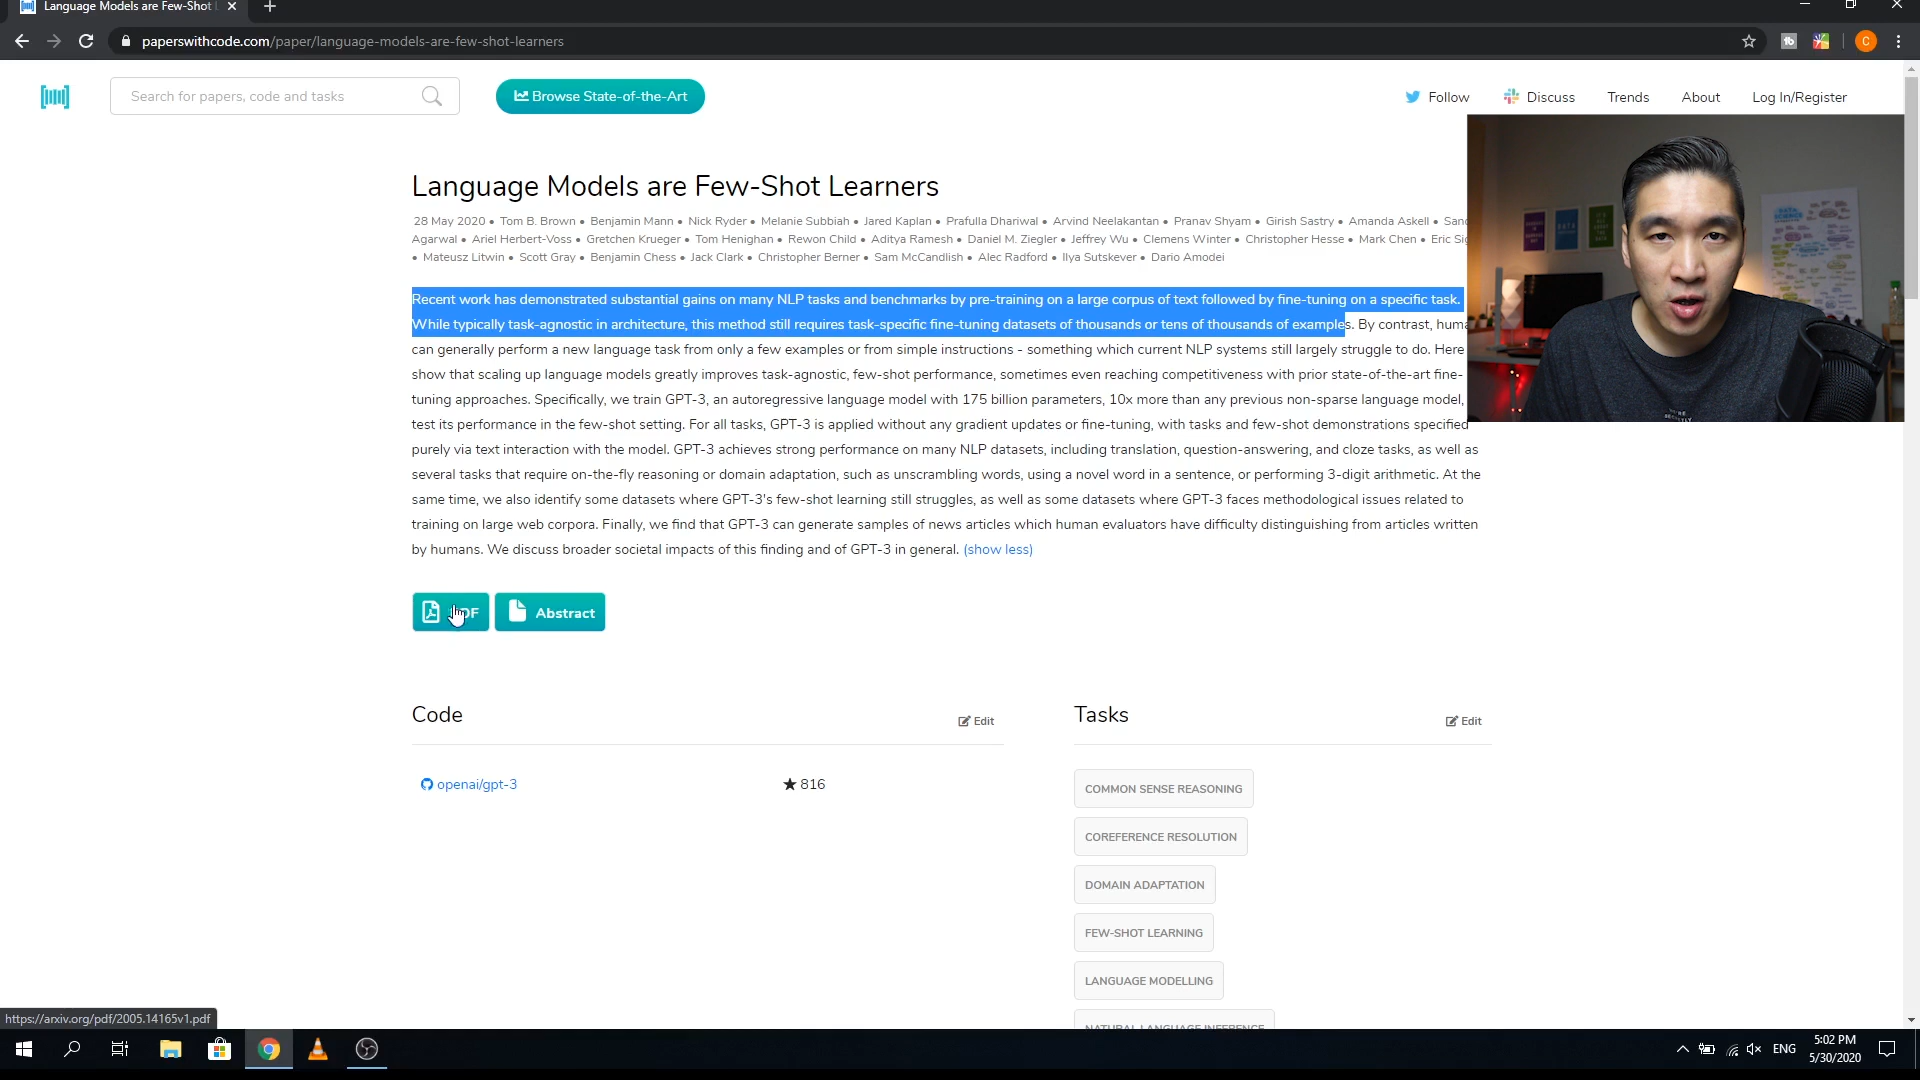 Language Models are Few-Shot L
paperswithcode.com/paper/language-models-are-few-shot-learners
Search for papers, code and tasks
Browse State-of-the-Art
Follow
Discuss
Trends
About
Log In/Register
Language Models are Few-Shot Learners
28 May 2020 • Tom B. Brown • Benjamin Mann • Nick Ryder • Melanie Subbiah • Jared Kaplan • Prafulla Dhariwal • Arvind Neelakantan • Pranav Shyam • Girish Sastry • Amanda Askell • Sand
Agarwal • Ariel Herbert-Voss • Gretchen Krueger • Tom Henighan • Rewon Child • Aditya Ramesh • Daniel M. Ziegler • Jeffrey Wu • Clemens Winter • Christopher Hesse • Mark Chen • Eric Sig
• Mateusz Litwin • Scott Gray • Benjamin Chess • Jack Clark • Christopher Berner • Sam McCandlish • Alec Radford • Ilya Sutskever • Dario Amodei
Recent work has demonstrated substantial gains on many NLP tasks and benchmarks by pre-training on a large corpus of text followed by fine-tuning on a specific task.
While typically task-agnostic in architecture, this method still requires task-specific fine-tuning datasets of thousands or tens of thousands of examples. By contrast, huma
can generally perform a new language task from only a few examples or from simple instructions - something which current NLP systems still largely struggle to do. Here
show that scaling up language models greatly improves task-agnostic, few-shot performance, sometimes even reaching competitiveness with prior state-of-the-art fine-
tuning approaches. Specifically, we train GPT-3, an autoregressive language model with 175 billion parameters, 10x more than any previous non-sparse language model,
test its performance in the few-shot setting. For all tasks, GPT-3 is applied without any gradient updates or fine-tuning, with tasks and few-shot demonstrations specified
purely via text interaction with the model. GPT-3 achieves strong performance on many NLP datasets, including translation, question-answering, and cloze tasks, as well as
several tasks that require on-the-fly reasoning or domain adaptation, such as unscrambling words, using a novel word in a sentence, or performing 3-digit arithmetic. At the
same time, we also identify some datasets where GPT-3's few-shot learning still struggles, as well as some datasets where GPT-3 faces methodological issues related to
training on large web corpora. Finally, we find that GPT-3 can generate samples of news articles which human evaluators have difficulty distinguishing from articles written
by humans. We discuss broader societal impacts of this finding and of GPT-3 in general. (show less)
Abstract
Code
Edit
Tasks
Edit
openai/gpt-3
★ 816
COMMON SENSE REASONING
COREFERENCE RESOLUTION
DOMAIN ADAPTATION
FEW-SHOT LEARNING
LANGUAGE MODELLING
NATURAL LANGUAGE INFERENCE
https://arxiv.org/pdf/2005.14165v1.pdf
ENG
5:02 PM
5/30/2020